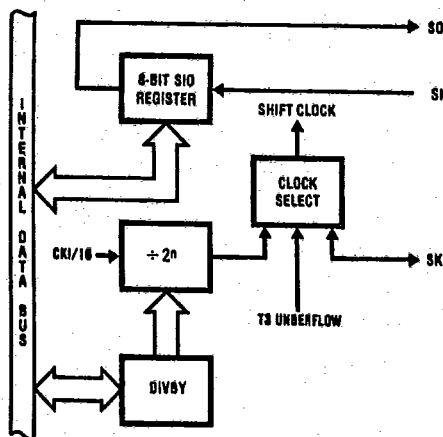 SO
8-BIT SIO
REGISTER
SI
SHIFT CLOCK
INTERNAL DATA BUS
CLOCK
SELECT
CKI/16
÷ 2ⁿ
SK
T3 UNDERFLOW
DIVBY